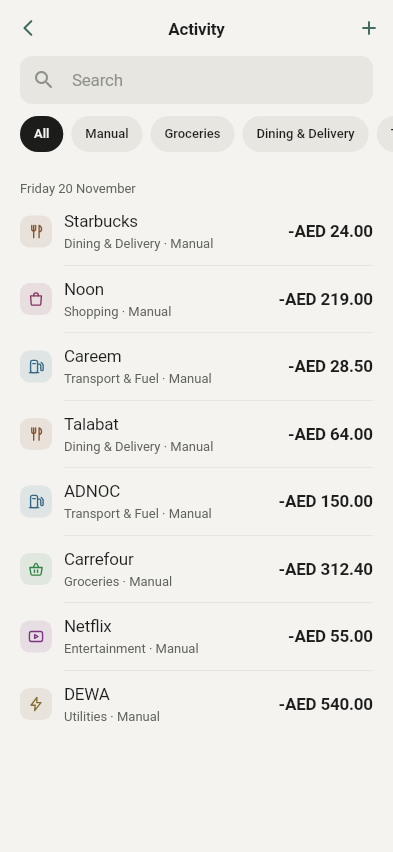 Activity
Search
All
Manual
Groceries
Dining & Delivery
Friday 20 November
Starbucks
-AED 24.00
Dining & Delivery · Manual
Noon
-AED 219.00
Shopping · Manual
Careem
-AED 28.50
Transport & Fuel · Manual
Talabat
-AED 64.00
Dining & Delivery · Manual
ADNOC
-AED 150.00
Transport & Fuel · Manual
Carrefour
-AED 312.40
Groceries · Manual
Netflix
-AED 55.00
Entertainment · Manual
DEWA
-AED 540.00
Utilities · Manual